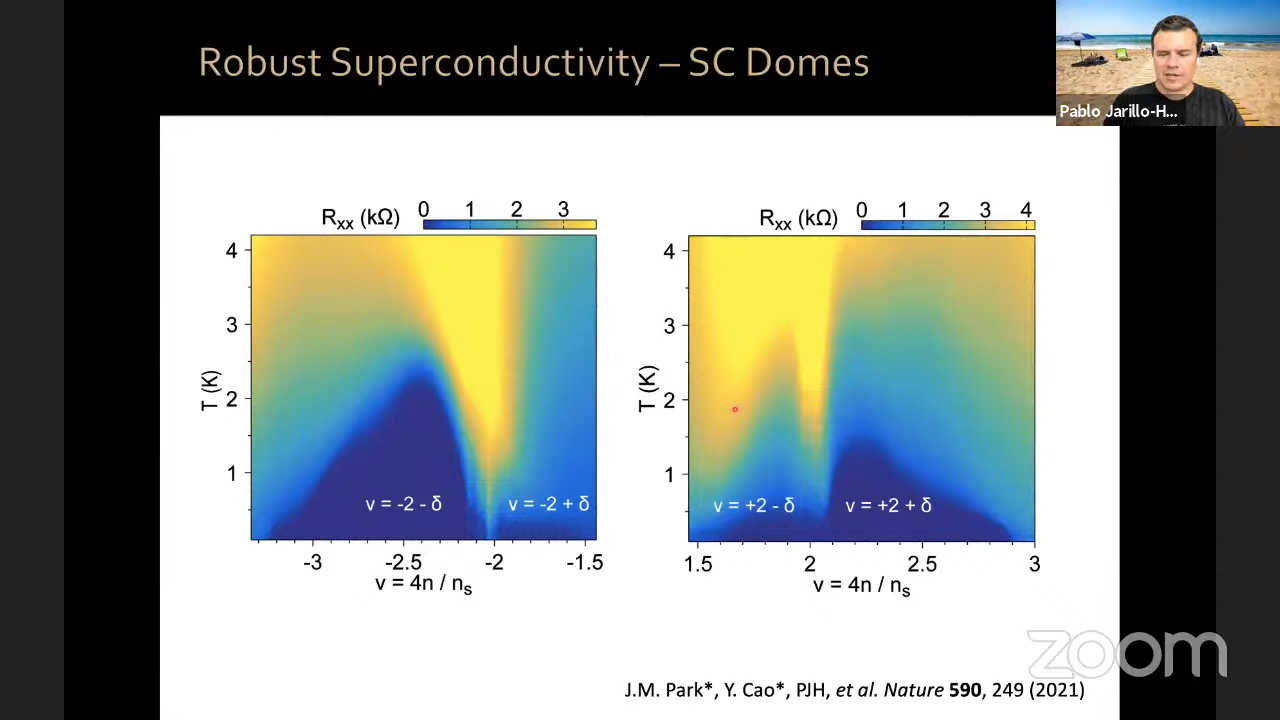 Robust Superconductivity – SC Domes
Pablo Jarillo-H...
Rxx (kΩ) 0 1 2 3
4
3
2
1
T (K)
ν = -2 - δ
ν = -2 + δ
-3 -2.5 -2 -1.5
ν = 4n / ns
Rxx (kΩ) 0 1 2 3 4
4
3
2
1
T (K)
ν = +2 - δ
ν = +2 + δ
1.5 2 2.5 3
ν = 4n / ns
zoom
J.M. Park*, Y. Cao*, PJH, et al. Nature 590, 249 (2021)